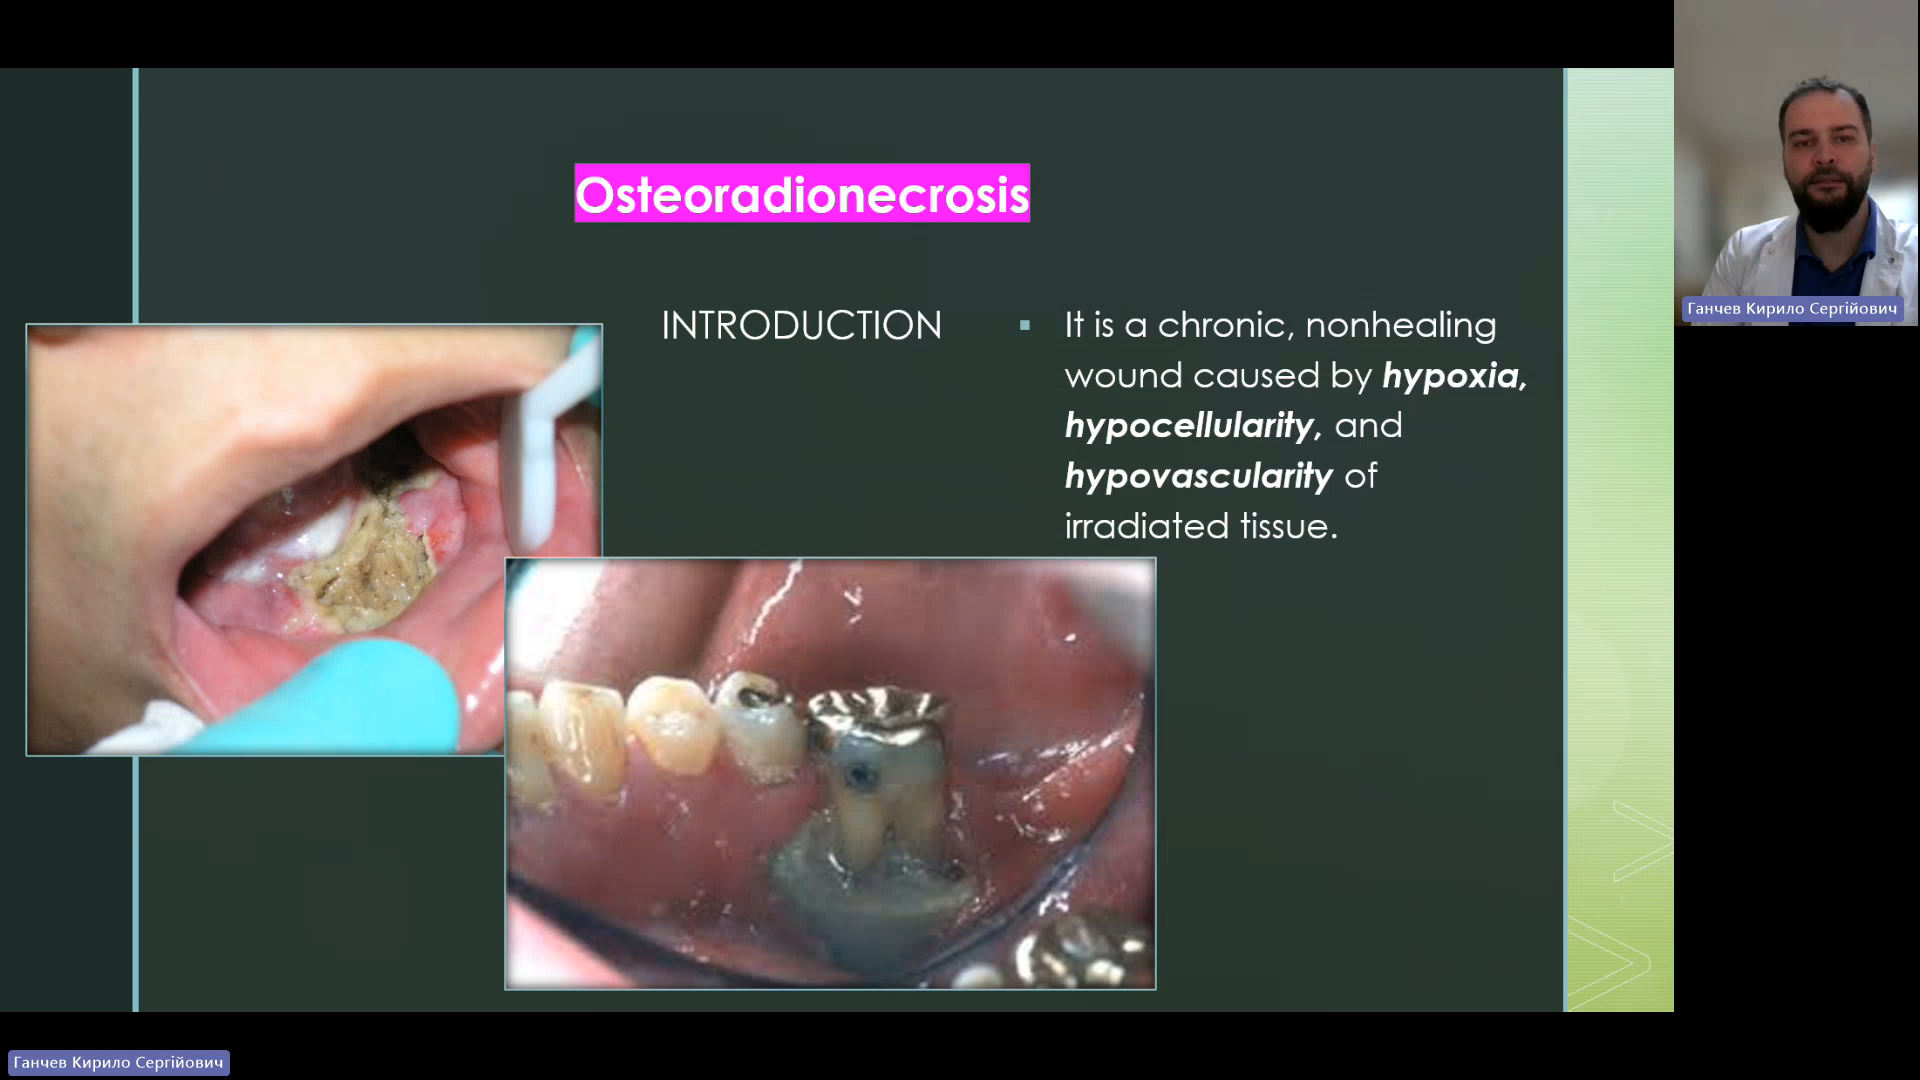 Osteoradionecrosis
INTRODUCTION
It is a chronic, nonhealing
wound caused by hypoxia,
hypocellularity, and
hypovascularity of
irradiated tissue.
Ганчев Кирило Сергійович
Ганчев Кирило Сергійович